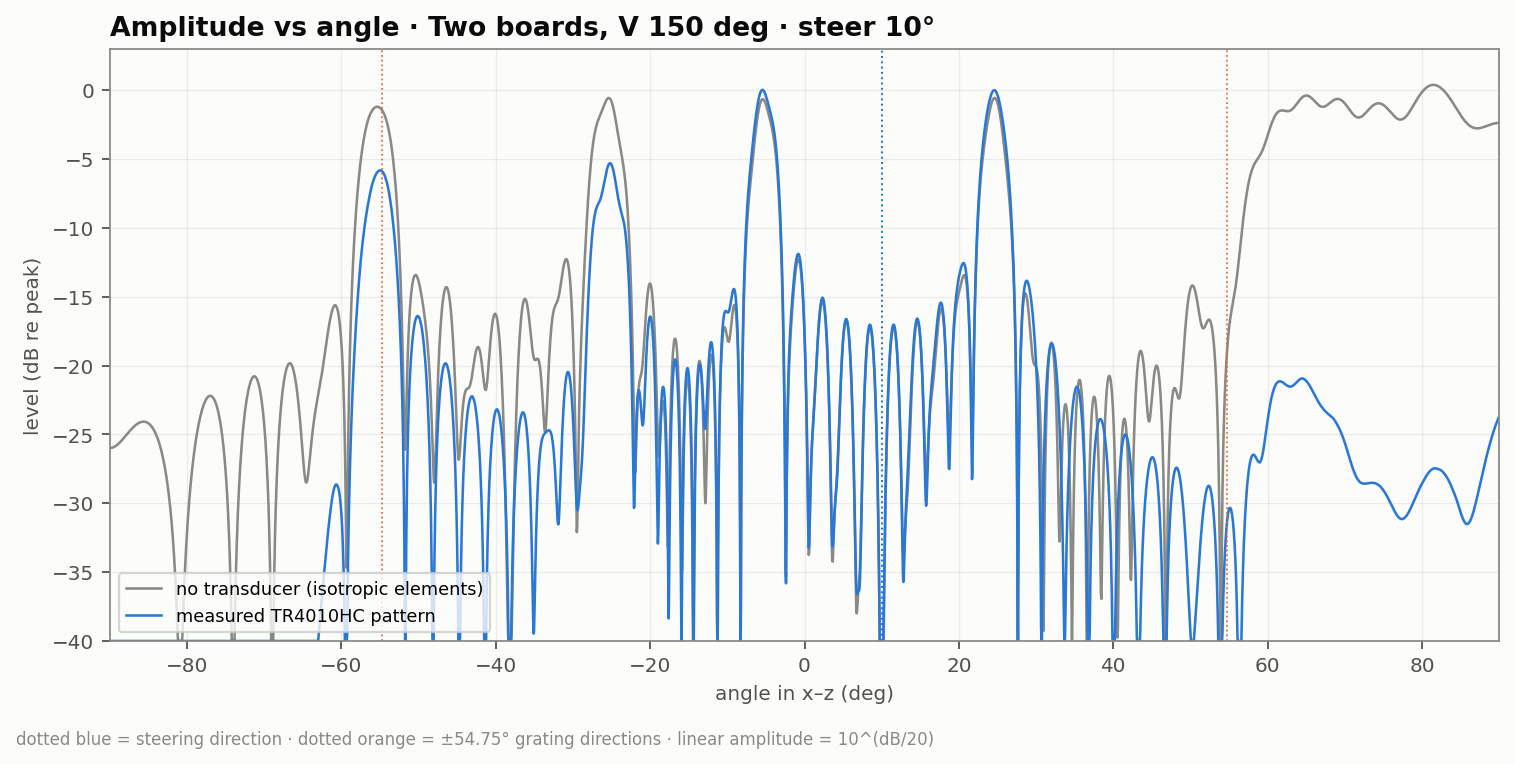 Amplitude vs angle · Two boards, V 150 deg · steer 10°
level (dB re peak)
0
−5
−10
−15
−20
−25
−30
−35
−40
no transducer (isotropic elements)
measured TR4010HC pattern
−80 −60 −40 −20 0 20 40 60 80
angle in x–z (deg)
dotted blue = steering direction · dotted orange = ±54.75° grating directions · linear amplitude = 10^(dB/20)